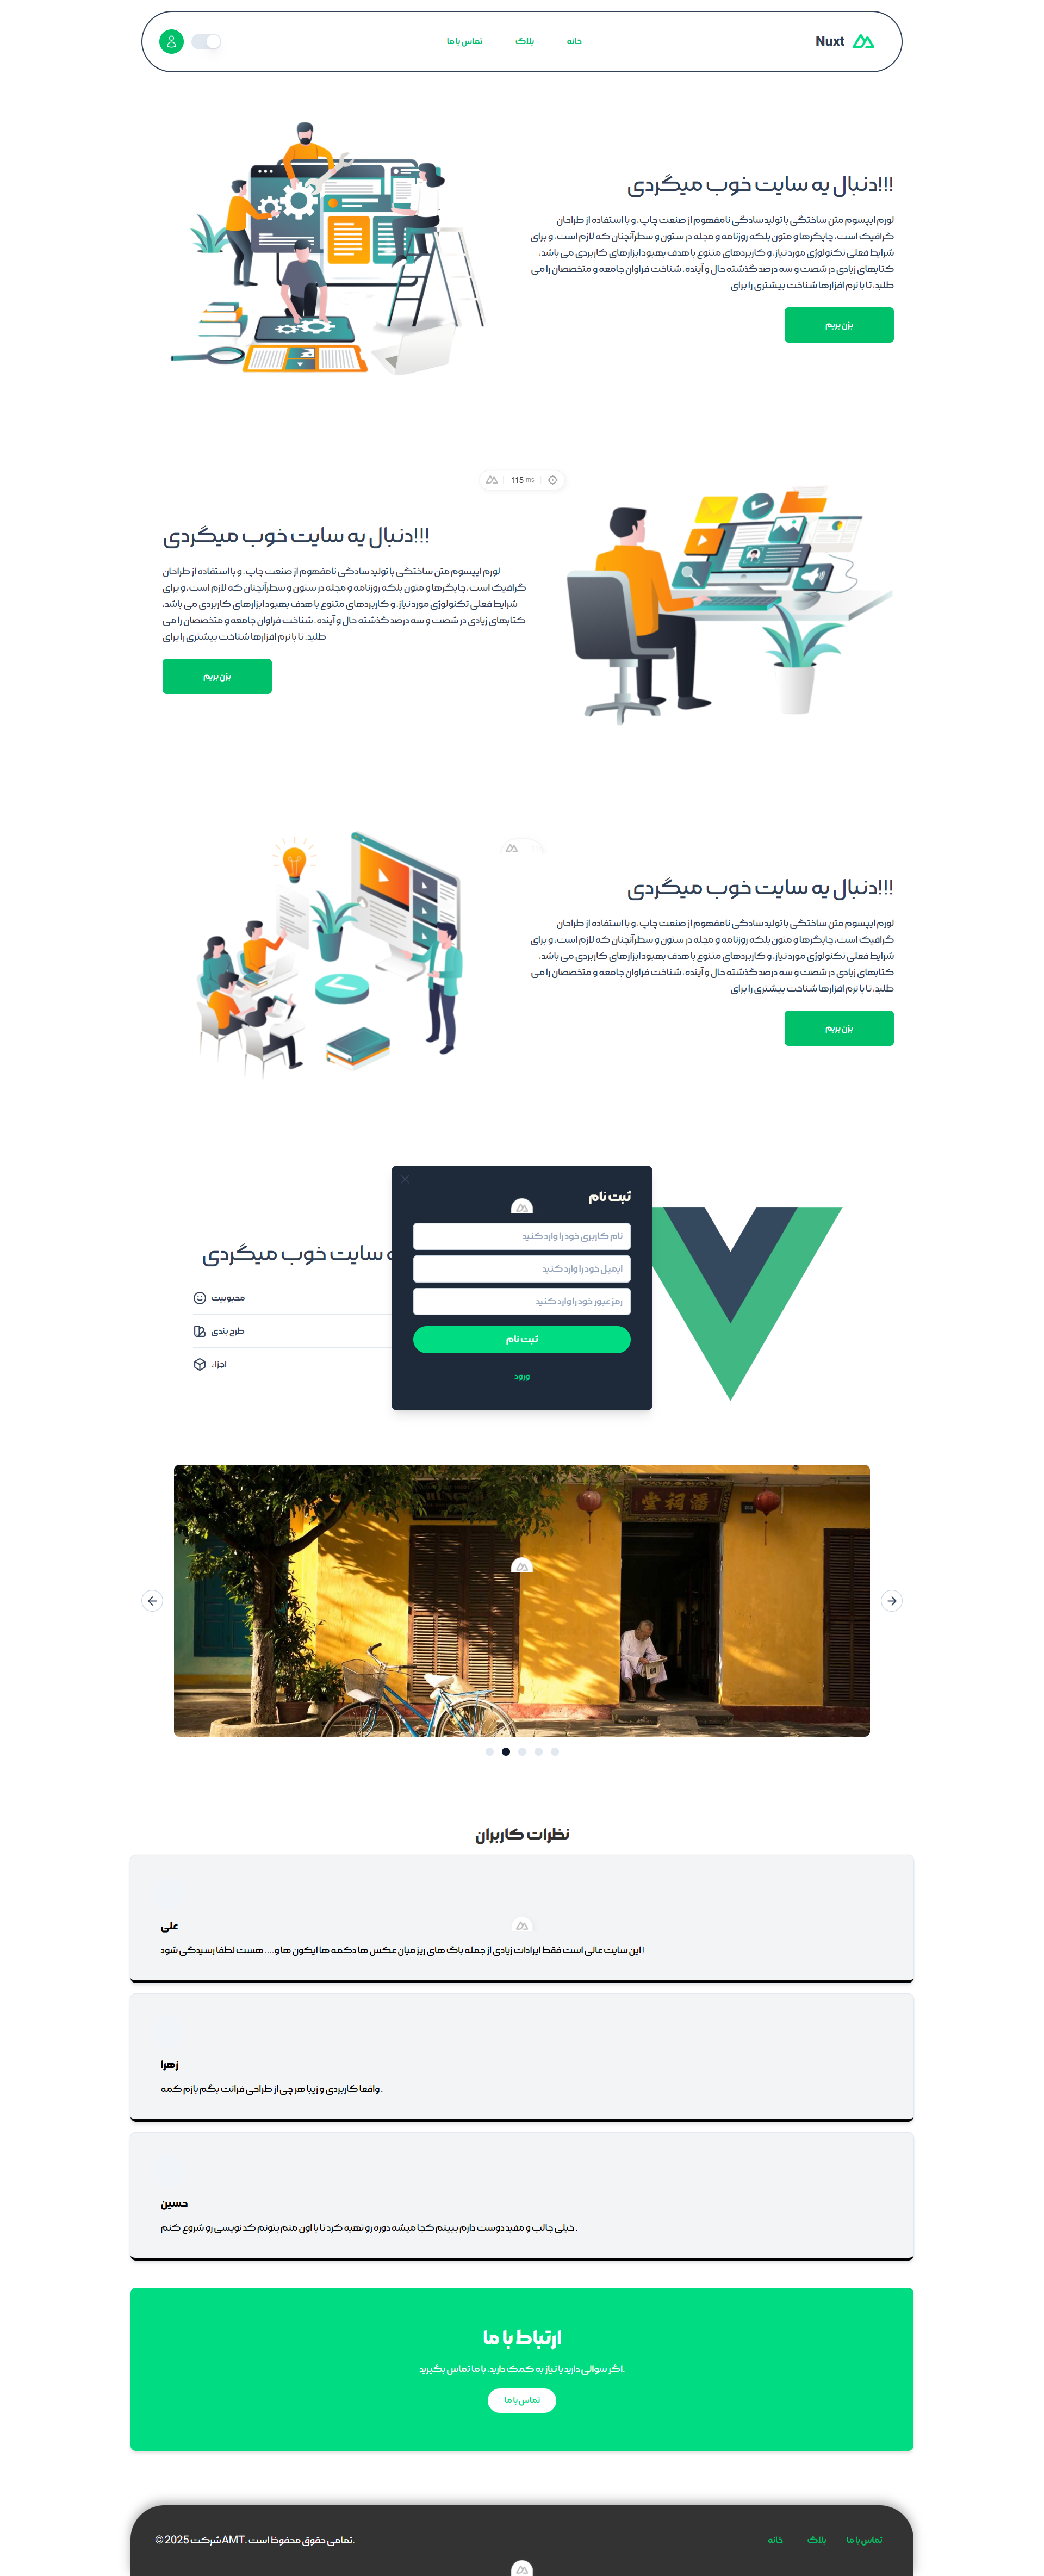 Nuxt
خانه
بلاگ
تماس با ما
!!!دنبال یه سایت خوب میگردی
لورم ایپسوم متن ساختگی با تولید سادگی نامفهوم از صنعت چاپ، و با استفاده از طراحان
گرافیک است، چاپگرها و متون بلکه روزنامه و مجله در ستون و سطرآنچنان که لازم است، و برای
شرایط فعلی تکنولوژی مورد نیاز، و کاربردهای متنوع با هدف بهبود ابزارهای کاربردی می باشد،
کتابهای زیادی در شصت و سه درصد گذشته حال و آینده، شناخت فراوان جامعه و متخصصان را می
طلبد، تا با نرم افزارها شناخت بیشتری را برای
بزن بریم
115 ms
!!!دنبال یه سایت خوب میگردی
لورم ایپسوم متن ساختگی با تولید سادگی نامفهوم از صنعت چاپ، و با استفاده از طراحان
گرافیک است، چاپگرها و متون بلکه روزنامه و مجله در ستون و سطرآنچنان که لازم است، و برای
شرایط فعلی تکنولوژی مورد نیاز، و کاربردهای متنوع با هدف بهبود ابزارهای کاربردی می باشد،
کتابهای زیادی در شصت و سه درصد گذشته حال و آینده، شناخت فراوان جامعه و متخصصان را می
طلبد، تا با نرم افزارها شناخت بیشتری را برای
بزن بریم
!!!دنبال یه سایت خوب میگردی
لورم ایپسوم متن ساختگی با تولید سادگی نامفهوم از صنعت چاپ، و با استفاده از طراحان
گرافیک است، چاپگرها و متون بلکه روزنامه و مجله در ستون و سطرآنچنان که لازم است، و برای
شرایط فعلی تکنولوژی مورد نیاز، و کاربردهای متنوع با هدف بهبود ابزارهای کاربردی می باشد،
کتابهای زیادی در شصت و سه درصد گذشته حال و آینده، شناخت فراوان جامعه و متخصصان را می
طلبد، تا با نرم افزارها شناخت بیشتری را برای
بزن بریم
سایت خوب میگردی
محبوبیت
طرح بندی
اجزاء
ثبت نام
نام کاربری خود را وارد کنید
ایمیل خود را وارد کنید
رمز عبور خود را وارد کنید
ثبت نام
ورود
潘祠堂
نظرات کاربران
علی
این سایت عالی است فقط ایرادات زیادی از جمله باگ های ریز میان عکس ها دکمه ها ایکون ها و.... هست لطفا رسیدگی شود !
زهرا
واقعا کاربردی و زیبا هر چی از طراحی فرانت بگم بازم کمه .
حسین
خیلی جالب و مفید دوست دارم ببینم کجا میشه دوره رو تهیه کرد تا با اون منم بتونم کد نویسی رو شروع کنم .
ارتباط با ما
.اگر سوالی دارید یا نیاز به کمک دارید، با ما تماس بگیرید
تماس با ما
© 2025 شرکت AMT. تمامی حقوق محفوظ است.
تماس با ما
بلاگ
خانه